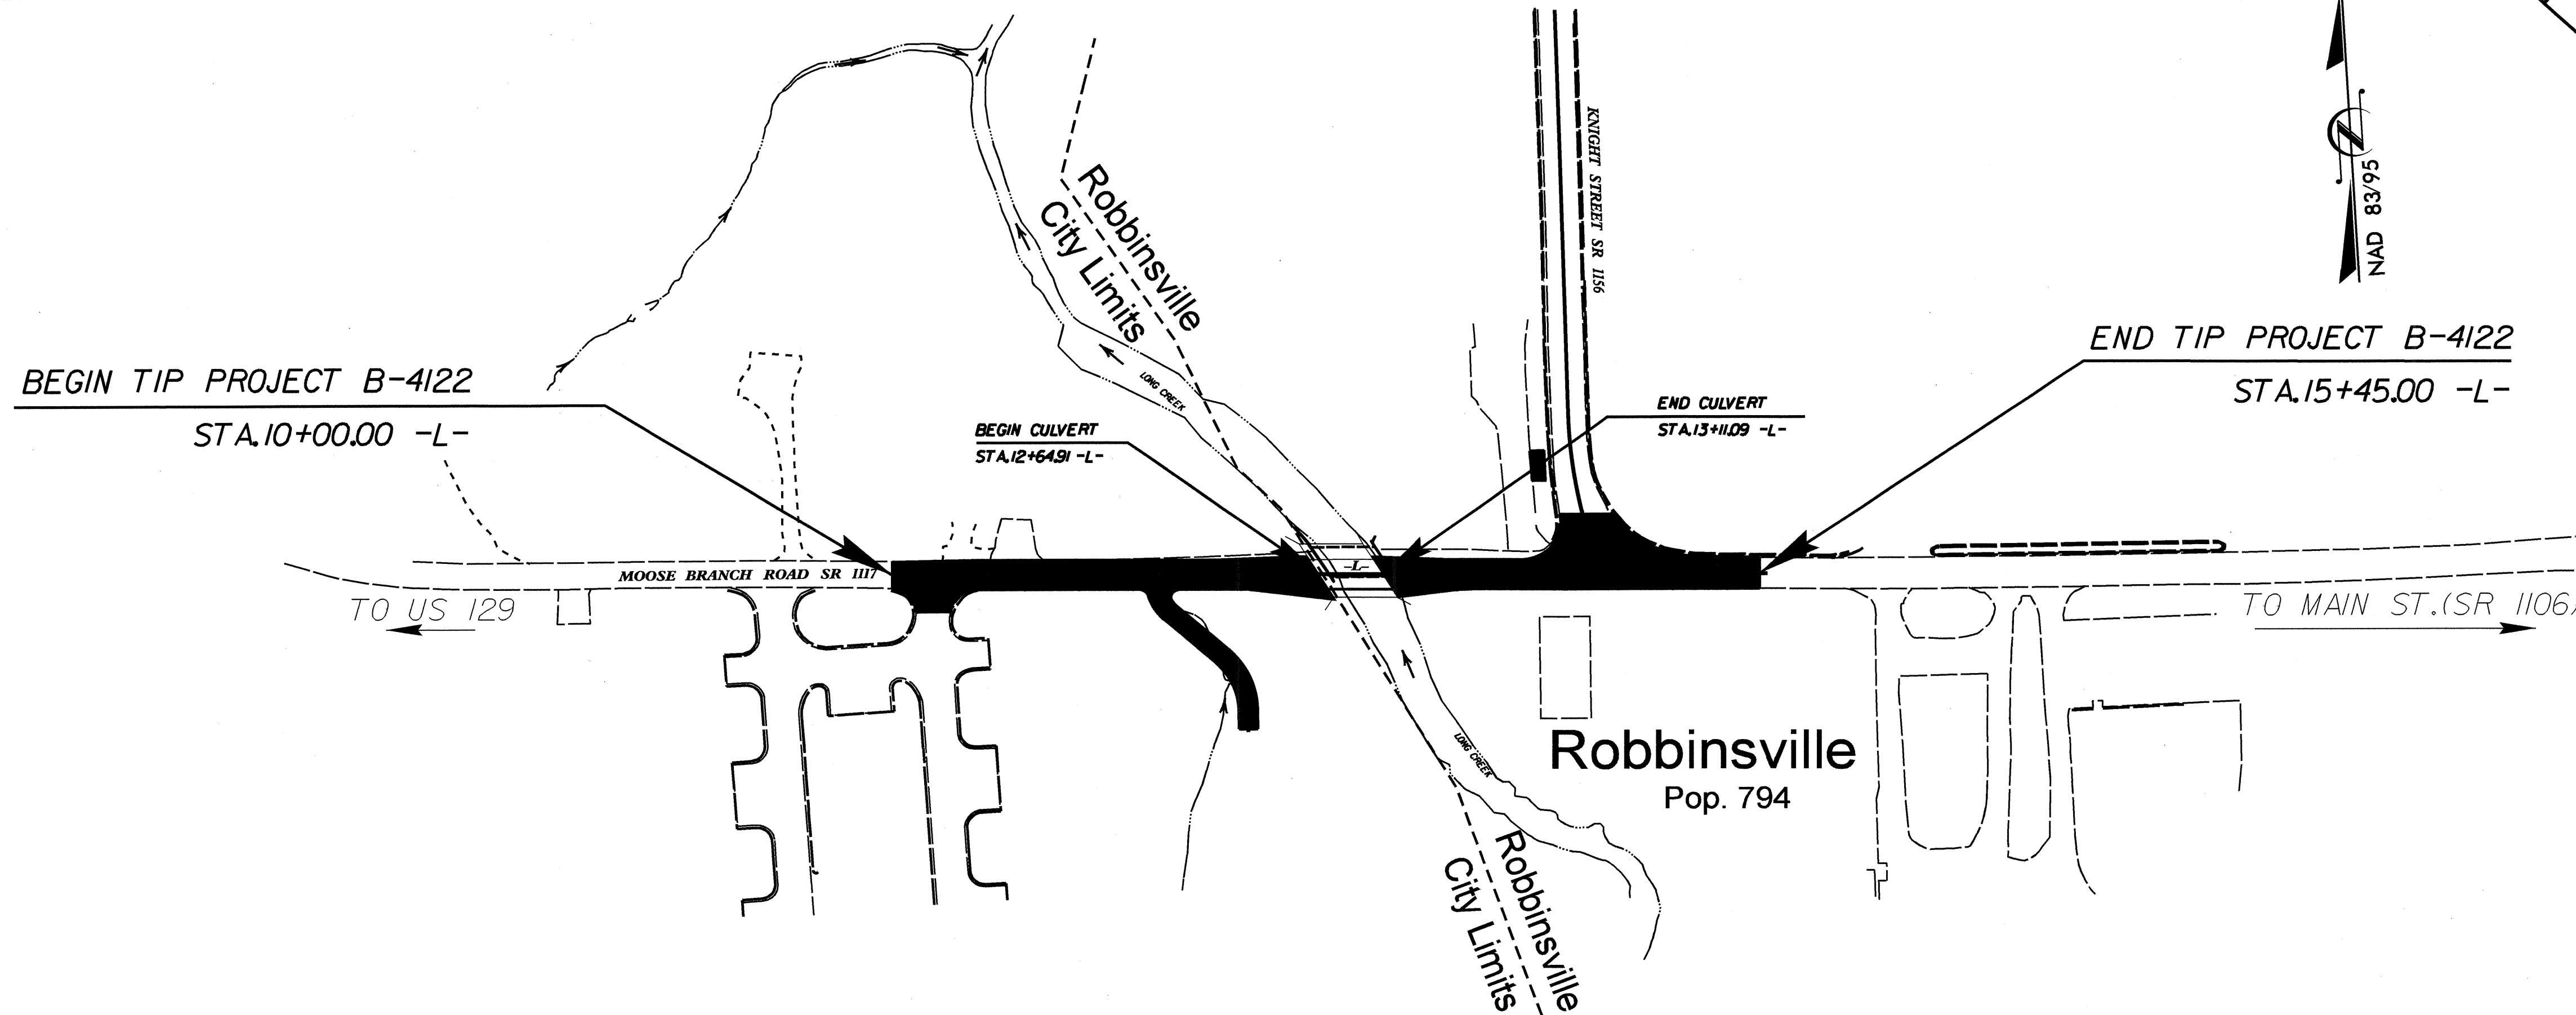 BEGIN TIP PROJECT B-4122
STA.10+00.00 -L-
Robbinsville
City Limits
KNIGHT STREET SR 1156
NAD 83/95
END TIP PROJECT B-4122
STA.15+45.00 -L-
LONG CREEK
BEGIN CULVERT
STA.12+64.91 -L-
END CULVERT
STA.13+11.09 -L-
MOOSE BRANCH ROAD SR 1117
-L-
TO US 129
TO MAIN ST.(SR 1106)
LONG CREEK
Robbinsville
Pop. 794
Robbinsville
City Limits